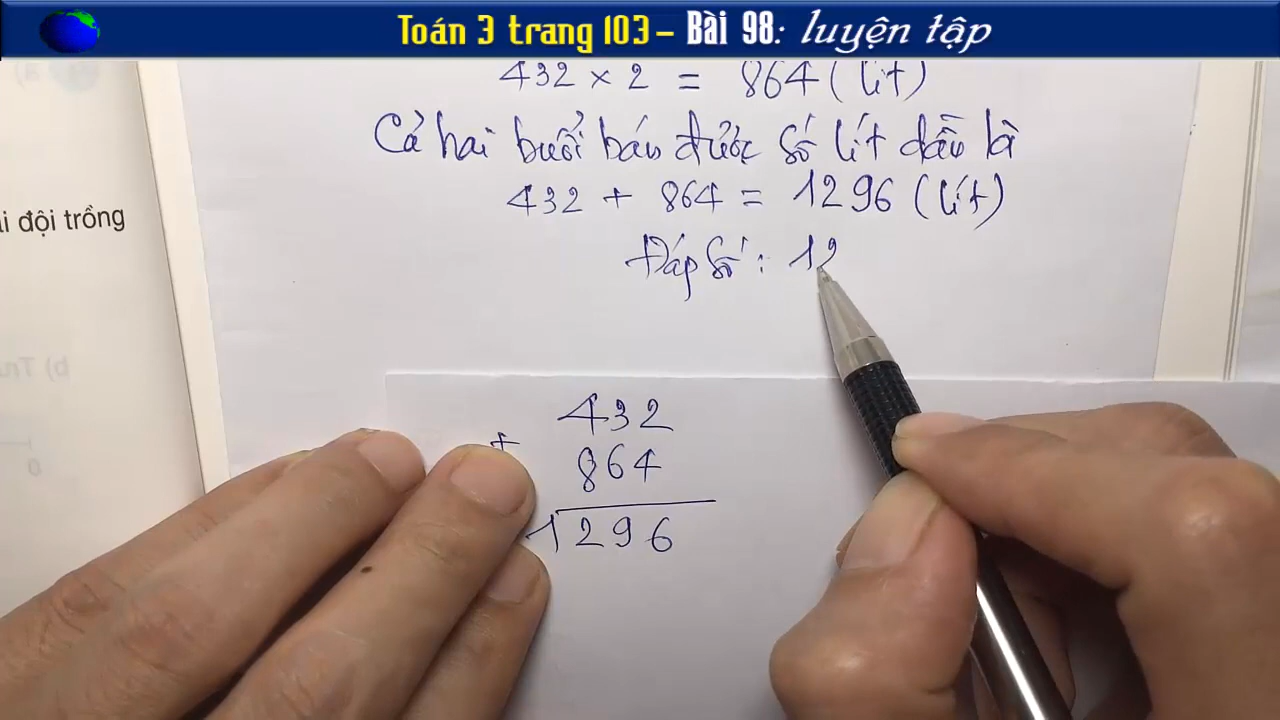 Toán 3 trang 103 – Bài 98: luyện tập
432 × 2 = 864 (lít)
Cả hai buổi bán được số lít dầu là
432 + 864 = 1296 (lít)
Đáp số: 12
i đội trồng
432
+
864
1296